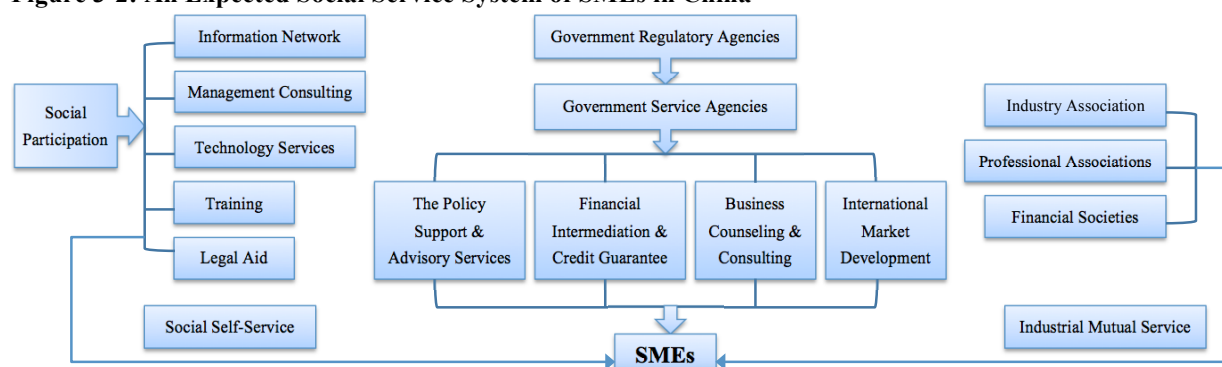 Figure 3-2: An Expected Social Service System of SMEs in China
Information Network
Management Consulting
Social
Participation
Technology Services
Training
Legal Aid
Social Self-Service
Government Regulatory Agencies
Government Service Agencies
The Policy
Support &
Advisory Services
Financial
Intermediation &
Credit Guarantee
Business
Counseling &
Consulting
International
Market
Development
SMEs
Industry Association
Professional Associations
Financial Societies
Industrial Mutual Service